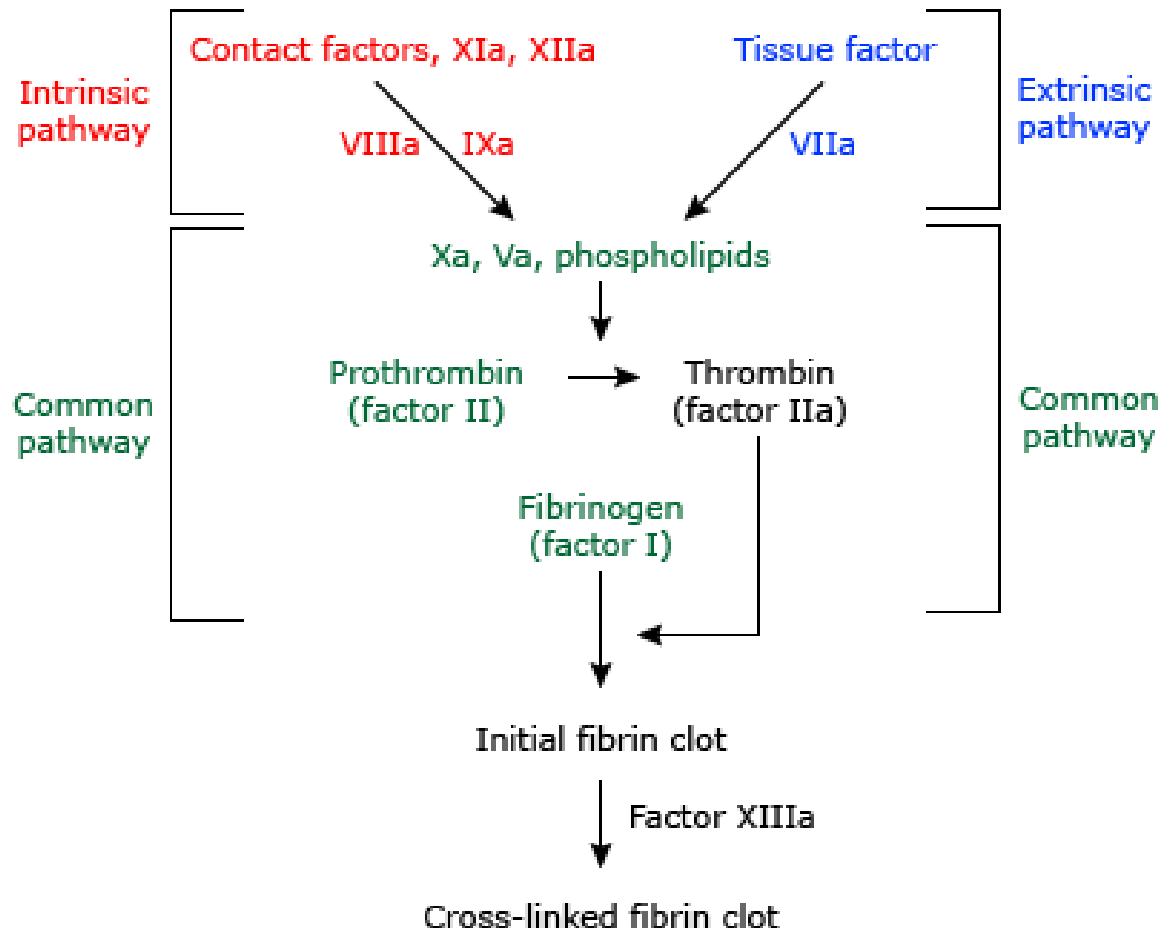 Contact factors, XIa, XIIa
Tissue factor
Intrinsic
pathway
Extrinsic
pathway
VIIIa
IXa
VIIa
Xa, Va, phospholipids
Prothrombin
(factor II)
Thrombin
(factor IIa)
Common
pathway
Common
pathway
Fibrinogen
(factor I)
Initial fibrin clot
Factor XIIIa
Cross-linked fibrin clot